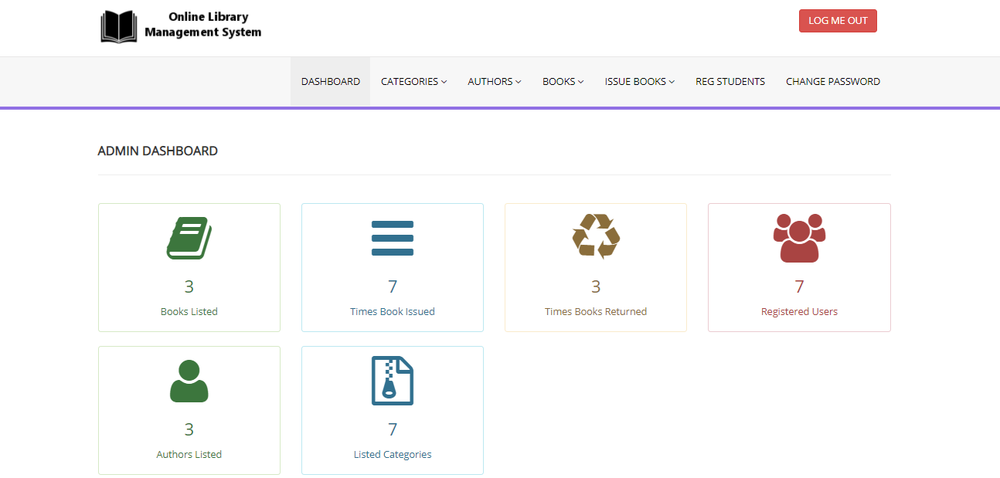 Online Library
Management System
LOG ME OUT
DASHBOARD
CATEGORIES
AUTHORS
BOOKS
ISSUE BOOKS
REG STUDENTS
CHANGE PASSWORD
ADMIN DASHBOARD
3
Books Listed
7
Times Book Issued
3
Times Books Returned
7
Registered Users
3
Authors Listed
7
Listed Categories